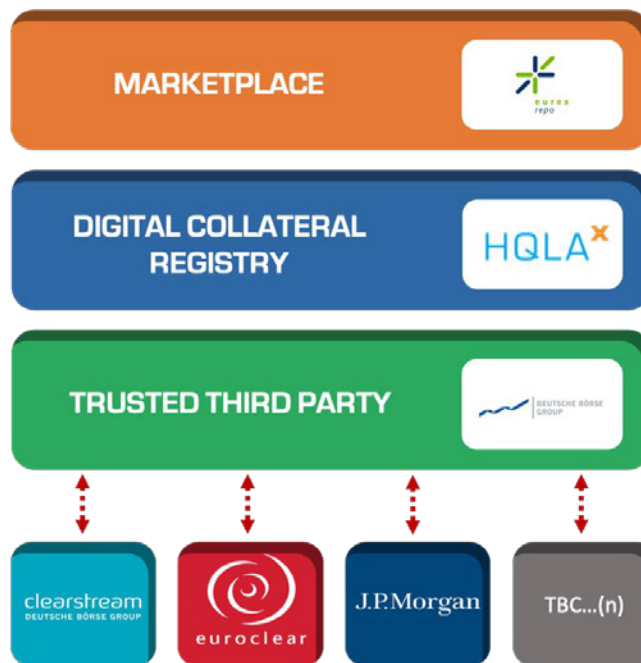 MARKETPLACE
eurex
repo
DIGITAL COLLATERAL
REGISTRY
HQLAX
TRUSTED THIRD PARTY
DEUTSCHE BÖRSE
GROUP
clearstream
DEUTSCHE BÖRSE GROUP
euroclear
J.P.Morgan
TBC...(n)